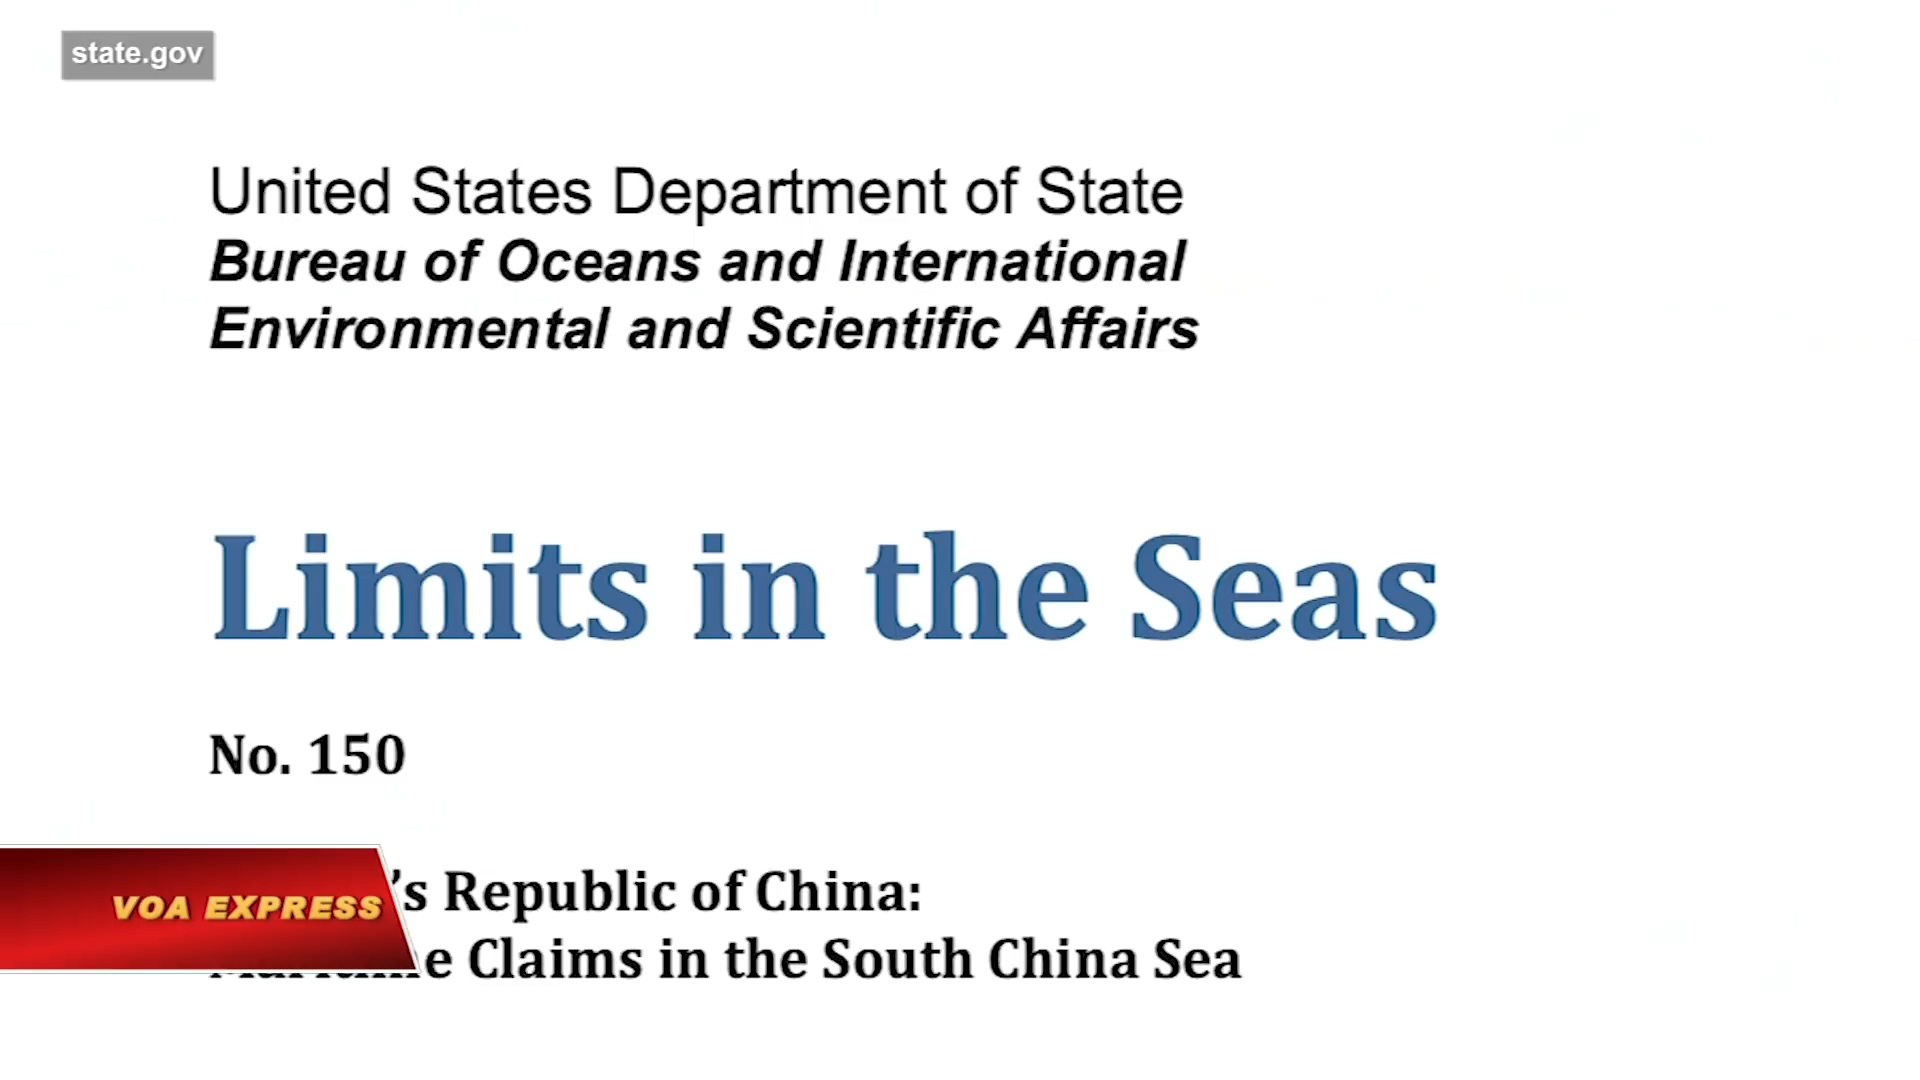 state.gov
United States Department of State
Bureau of Oceans and International
Environmental and Scientific Affairs
Limits in the Seas
No. 150
’s Republic of China:
Claims in the South China Sea
VOA EXPRESS